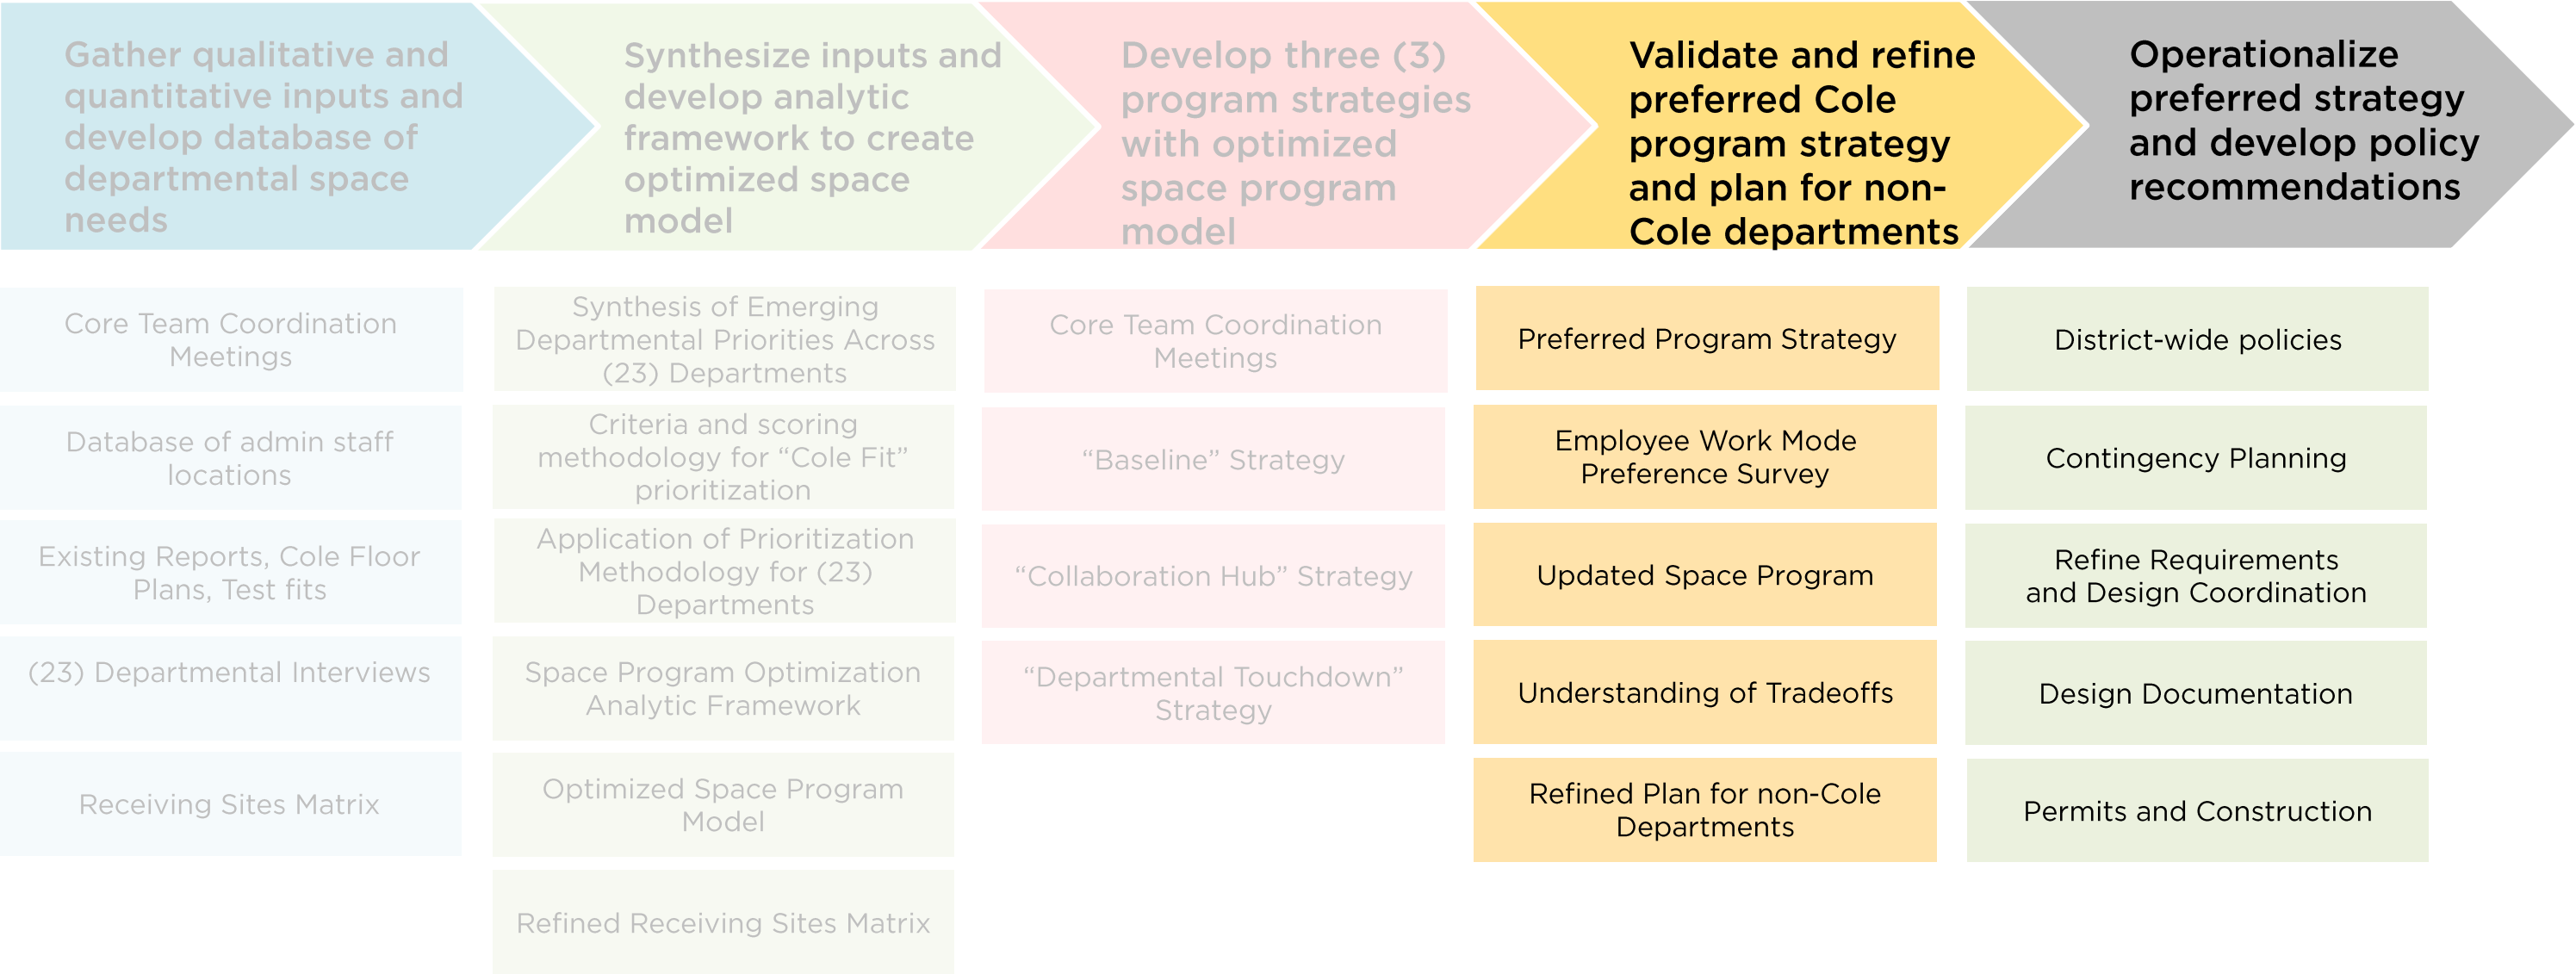 Gather qualitative and
quantitative inputs and
develop database of
departmental space
needs
Synthesize inputs and
develop analytic
framework to create
optimized space
model
Develop three (3)
program strategies
with optimized
space program
model
Validate and refine
preferred Cole
program strategy
and plan for non-
Cole departments
Operationalize
preferred strategy
and develop policy
recommendations
Core Team Coordination
Meetings
Database of admin staff
locations
Existing Reports, Cole Floor
Plans, Test fits
(23) Departmental Interviews
Receiving Sites Matrix
Synthesis of Emerging
Departmental Priorities Across
(23) Departments
Criteria and scoring
methodology for “Cole Fit”
prioritization
Application of Prioritization
Methodology for (23)
Departments
Space Program Optimization
Analytic Framework
Optimized Space Program
Model
Refined Receiving Sites Matrix
Core Team Coordination
Meetings
“Baseline” Strategy
“Collaboration Hub” Strategy
“Departmental Touchdown”
Strategy
Preferred Program Strategy
Employee Work Mode
Preference Survey
Updated Space Program
Understanding of Tradeoffs
Refined Plan for non-Cole
Departments
District-wide policies
Contingency Planning
Refine Requirements
and Design Coordination
Design Documentation
Permits and Construction